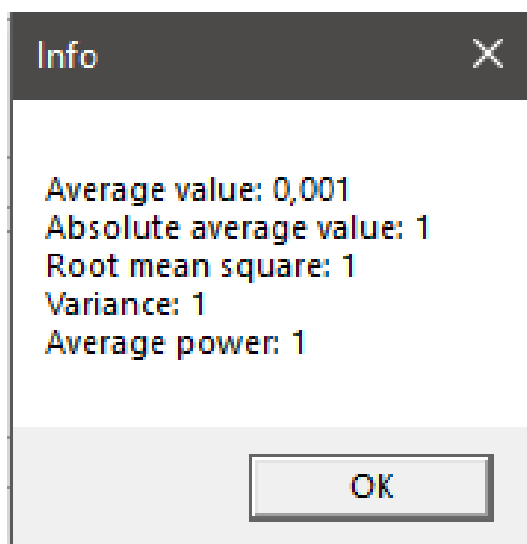 Info
Average value: 0,001
Absolute average value: 1
Root mean square: 1
Variance: 1
Average power: 1
OK